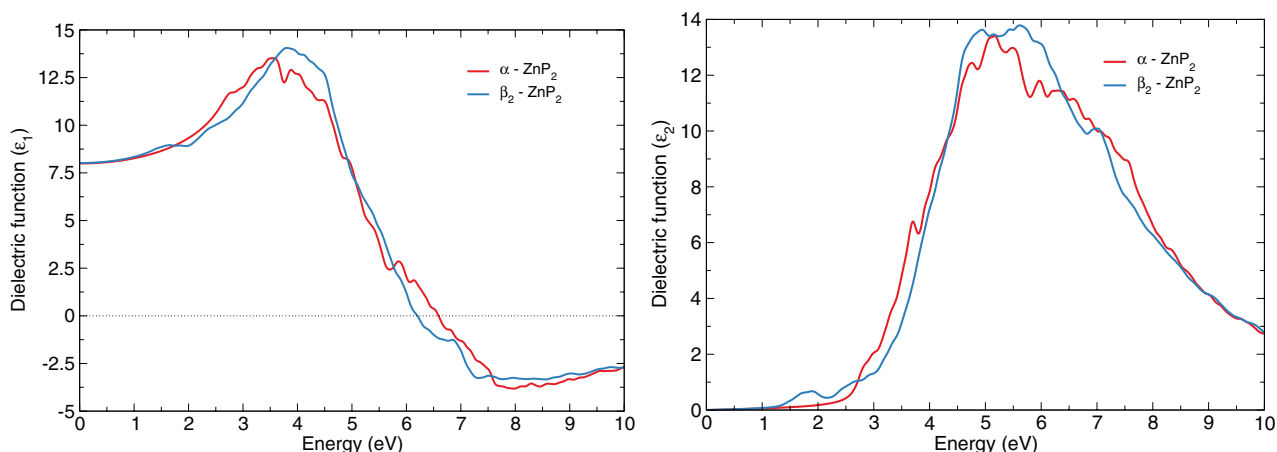 15
12.5
10
7.5
5
2.5
0
-2.5
-5
Dielectric function (ε₁)
α - ZnP₂
β₂ - ZnP₂
0 1 2 3 4 5 6 7 8 9 10
Energy (eV)
14
12
10
8
6
4
2
0
Dielectric function (ε₂)
α - ZnP₂
β₂ - ZnP₂
0 1 2 3 4 5 6 7 8 9 10
Energy (eV)